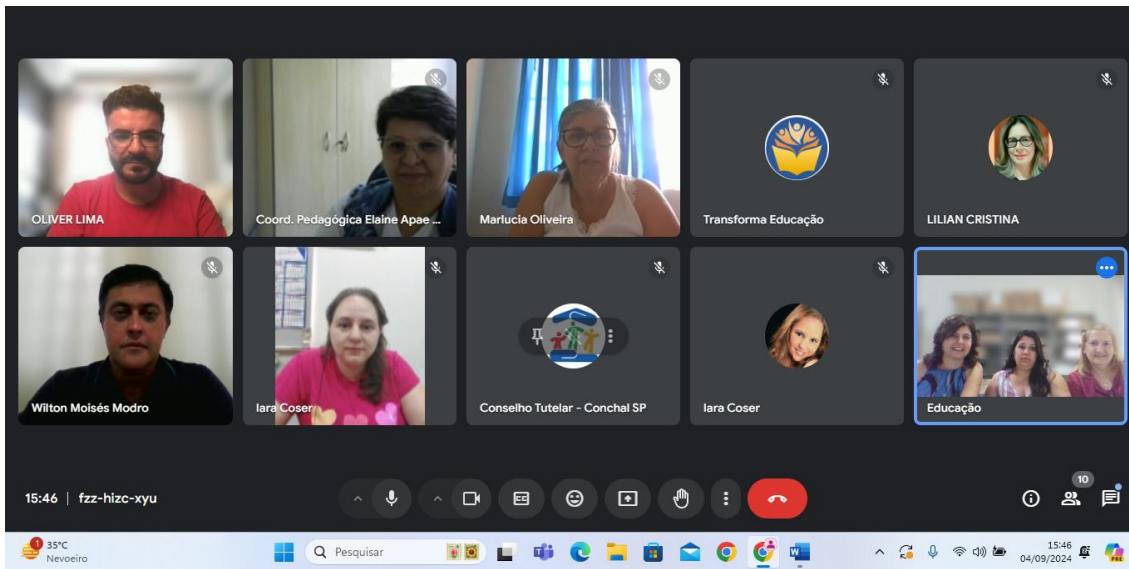 OLIVER LIMA
Coord. Pedagógica Elaine Apae ...
Marlucia Oliveira
Transforma Educação
LILIAN CRISTINA
Wilton Moisés Modro
Iara Coser
Conselho Tutelar - Conchal SP
Iara Coser
Educação
15:46 | fzz-hizc-xyu
10
1
35°C
Nevoeiro
Pesquisar
15:46
04/09/2024
PRE